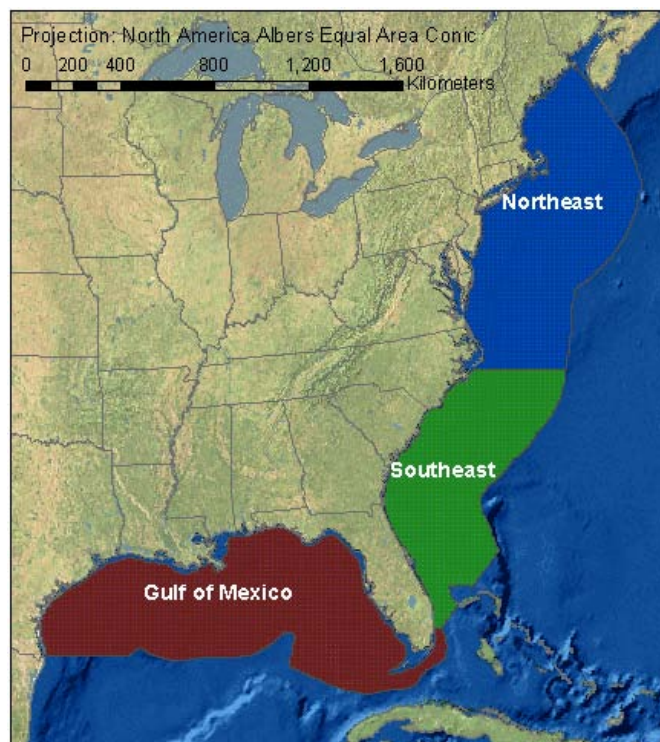 Projection: North America Albers Equal Area Conic
0 200 400 800 1,200 1,600
Kilometers
Northeast
Southeast
Gulf of Mexico